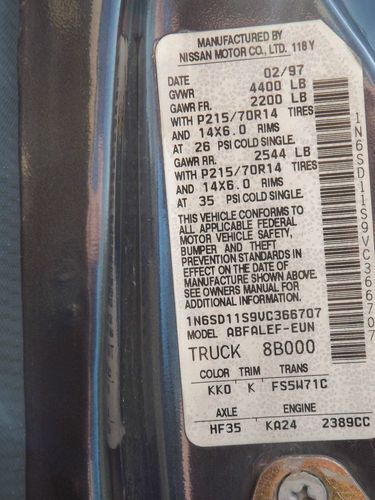 MANUFACTURED BY
NISSAN MOTOR CO., LTD. 118Y
DATE 02/97
GVWR 4400 LB
GAWR FR. 2200 LB
WITH P215/70R14 TIRES
AND 14X6.0 RIMS
AT 26 PSI COLD SINGLE.
GAWR RR. 2544 LB
WITH P215/70R14 TIRES
AND 14X6.0 RIMS
AT 35 PSI COLD SINGLE.
THIS VEHICLE CONFORMS TO
ALL APPLICABLE FEDERAL
MOTOR VEHICLE SAFETY,
BUMPER AND THEFT
PREVENTION STANDARDS IN
EFFECT ON THE DATE OF
MANUFACTURE SHOWN ABOVE.
SEE OWNERS MANUAL FOR
ADDITIONAL INFORMATION
1N6SD11S9VC366707
MODEL ABFALEF-EUN
TRUCK 8B000
COLOR TRIM TRANS
KK0 K FS5W71C
AXLE ENGINE
HF35 KA24 2389CC
1N6SD11S9VC366707